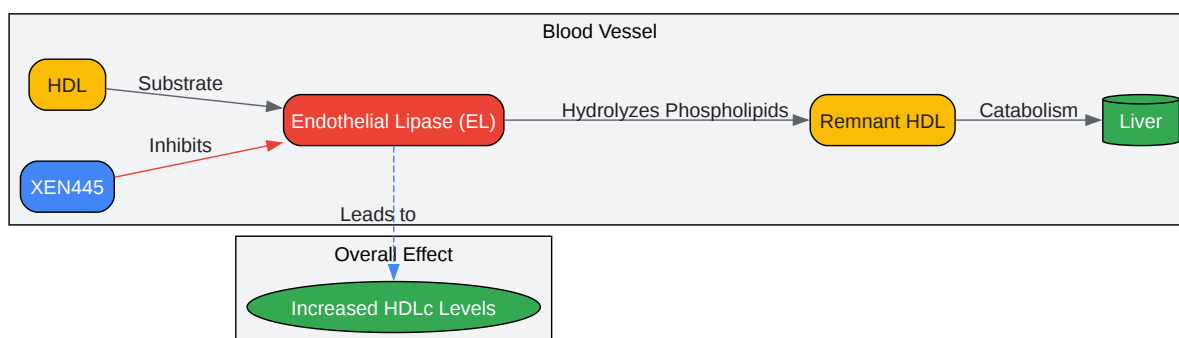 Blood Vessel
HDL
Substrate
Endothelial Lipase (EL)
Hydrolyzes Phospholipids
Remnant HDL
Catabolism
Liver
Inhibits
XEN445
Leads to
Overall Effect
Increased HDLc Levels